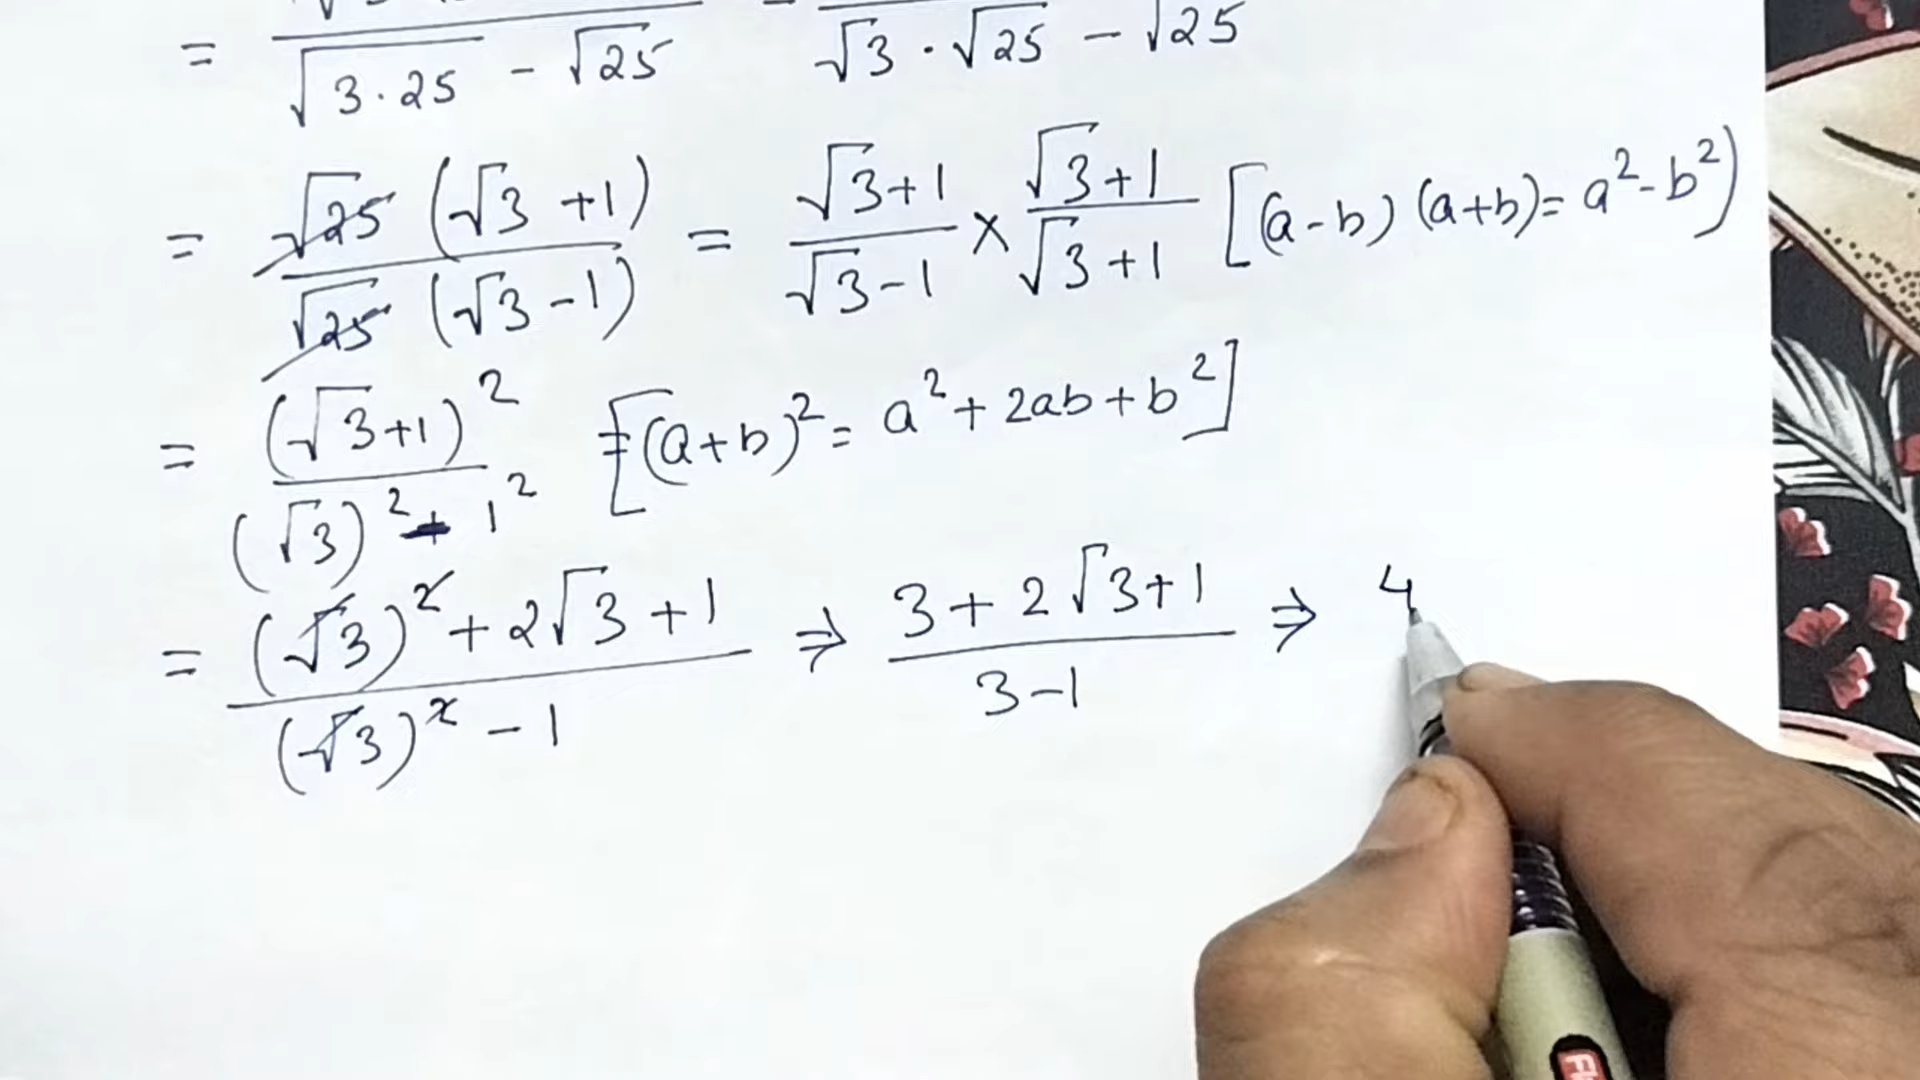 = / √3·25 - √25 = / √3 · √25 - √25
= √25 (√3 + 1) / √25 (√3 - 1) = √3+1 / √3-1 × √3+1 / √3+1 [(a-b) (a+b) = a²-b²)
= (√3+1)² / (√3)² - 1² [(a+b)² = a² + 2ab + b²]
= (√3)² + 2√3 + 1 / (√3)² - 1 ⇒ 3 + 2√3+1 / 3-1 ⇒ 4